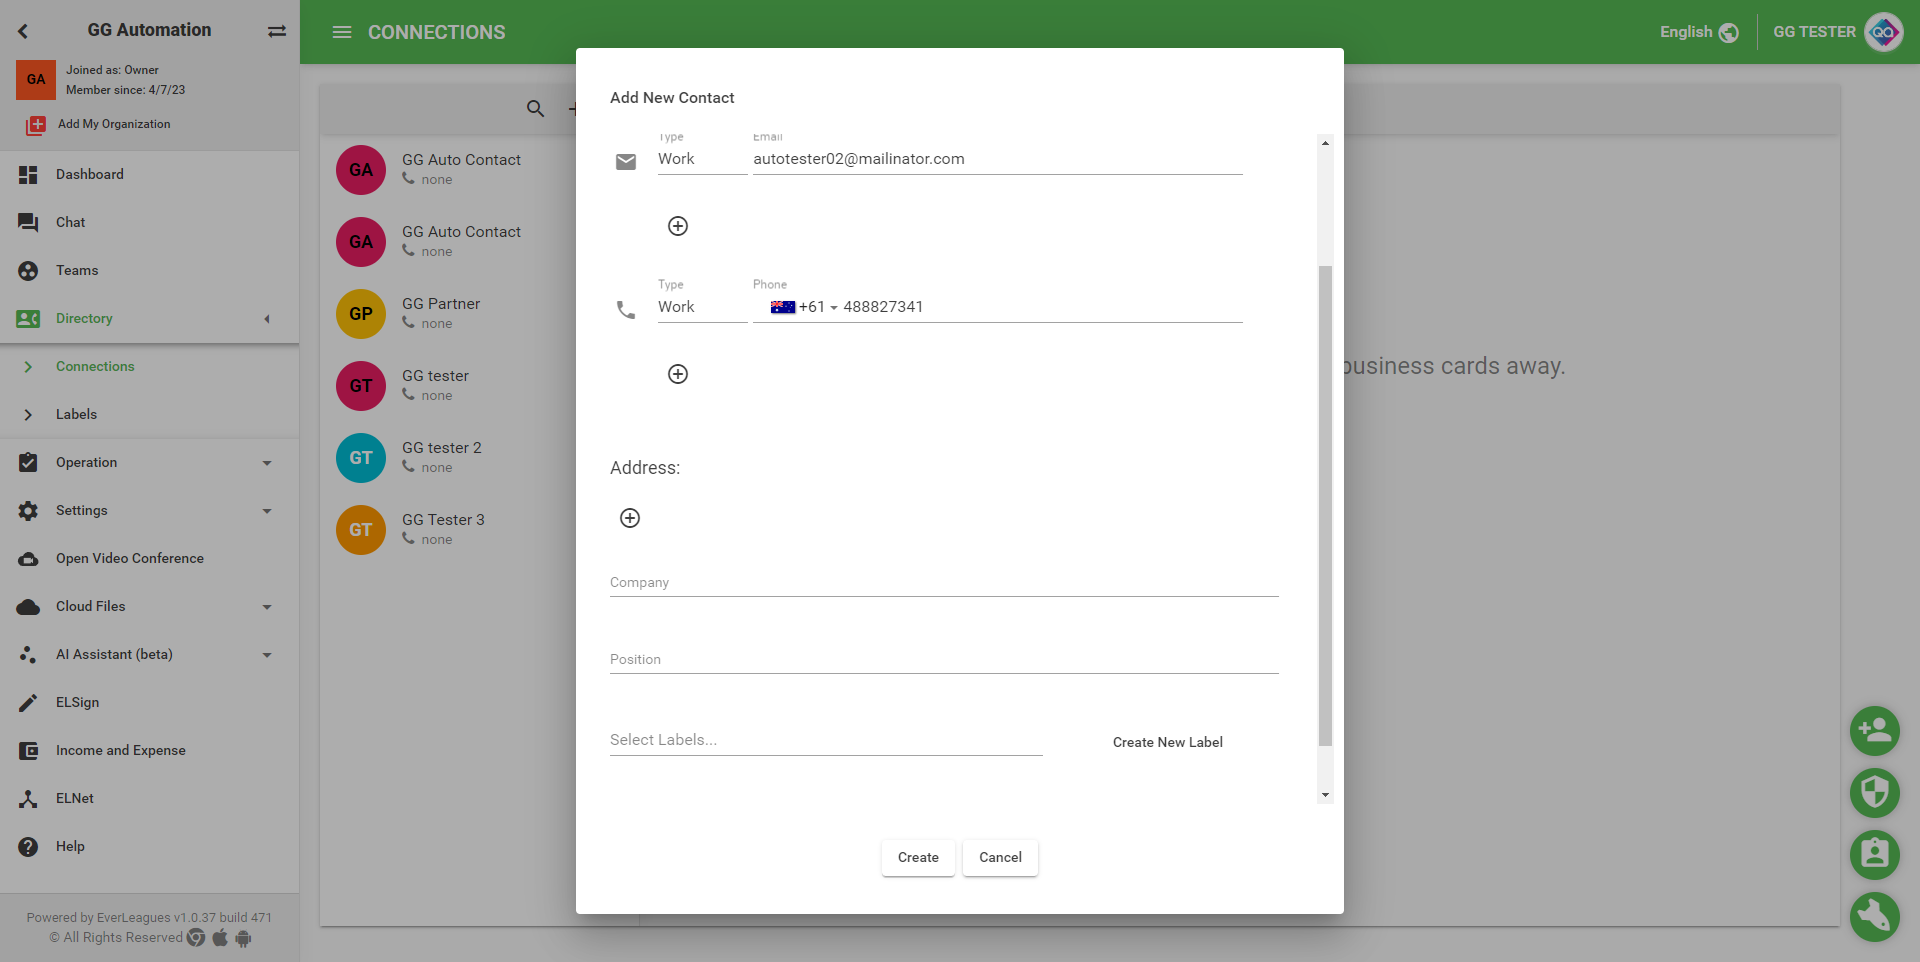 GG Automation
GA
Joined as: Owner
Member since: 4/7/23
Add My Organization
Dashboard
Chat
Teams
Directory
Connections
Labels
Operation
Settings
Open Video Conference
Cloud Files
AI Assistant (beta)
ELSign
Income and Expense
ELNet
Help
Powered by EverLeagues v1.0.37 build 471
© All Rights Reserved
CONNECTIONS
English
GG TESTER
QA
GA
GG Auto Contact
none
GA
GG Auto Contact
none
GP
GG Partner
none
GT
GG tester
none
GT
GG tester 2
none
GT
GG Tester 3
none
business cards away.
Add New Contact
Type
Email
Work
autotester02@mailinator.com
Type
Phone
Work
+61
488827341
Address:
Company
Position
Select Labels...
Create New Label
Create
Cancel